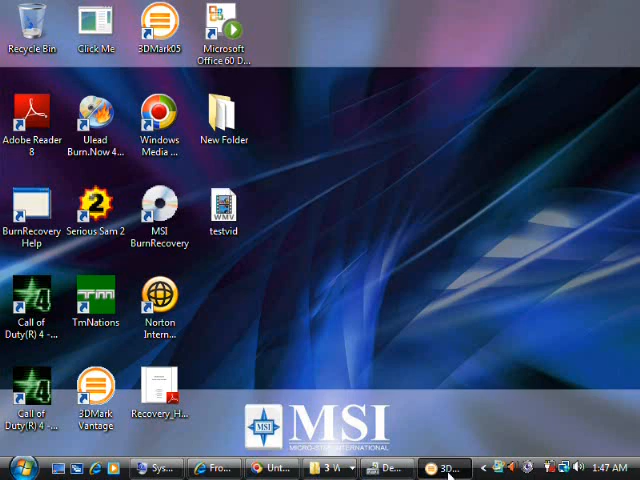 Recycle Bin
Click Me
3DMark05
Microsoft
Office 60 D...
Adobe Reader
8
Ulead
Burn.Now 4...
Windows
Media ...
New Folder
BurnRecovery
Help
Serious Sam 2
MSI
BurnRecovery
WMV
testvid
Call of
Duty(R) 4 -...
TmNations
Norton
Intern...
Call of
Duty(R) 4 -...
3DMark
Vantage
Recovery_H...
MSI
MICRO-STAR INTERNATIONAL
Sys...
Fro...
Unt...
3 Wi
De...
3D...
1:47 AM